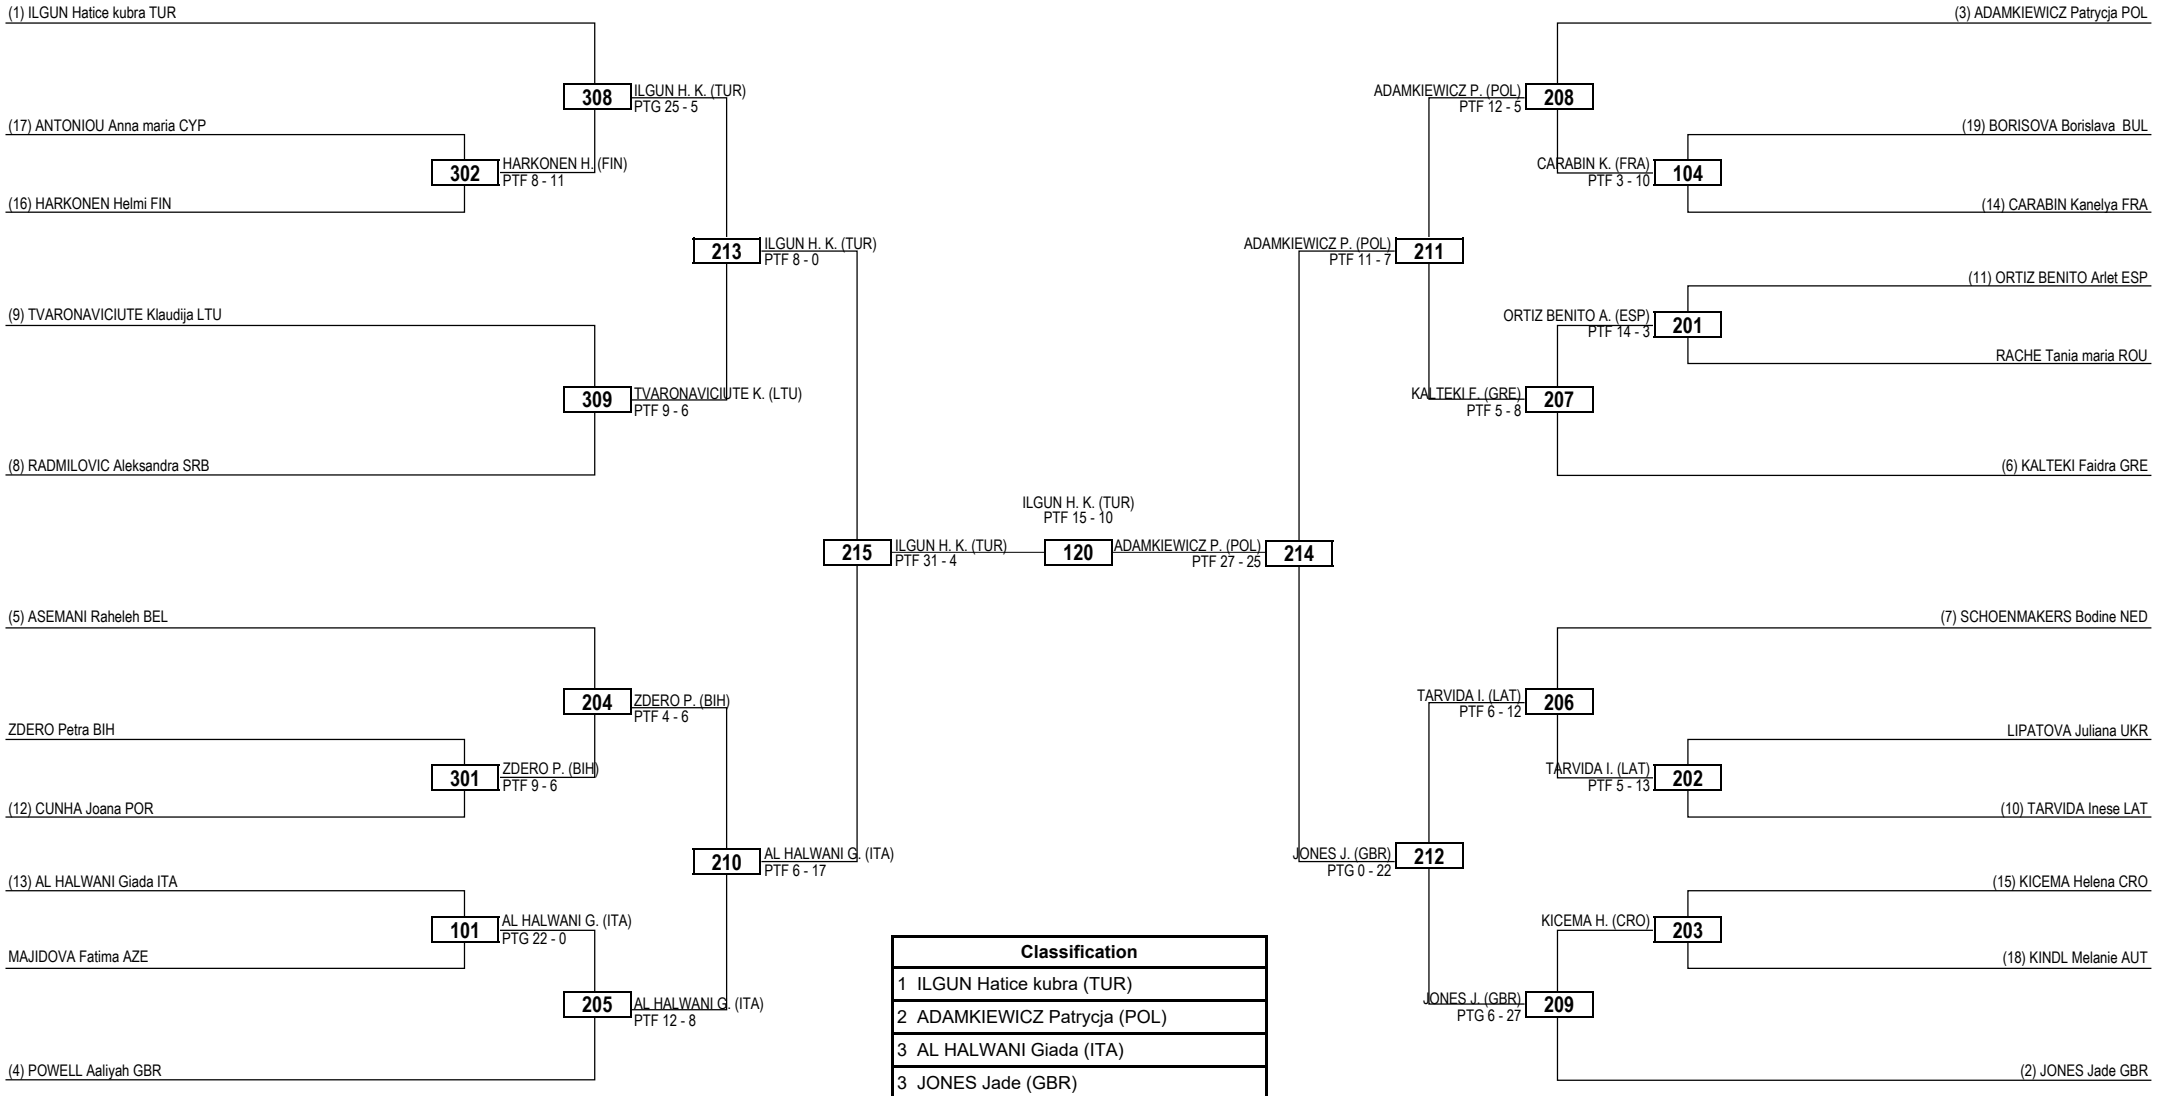 (1) ILGUN Hatice kubra TUR
308
ILGUN H. K. (TUR)
PTG 25 - 5
(17) ANTONIOU Anna maria CYP
302
HARKONEN H. (FIN)
PTF 8 - 11
(16) HARKONEN Helmi FIN
213
ILGUN H. K. (TUR)
PTF 8 - 0
(9) TVARONAVICIUTE Klaudija LTU
309
TVARONAVICIUTE K. (LTU)
PTF 9 - 6
(8) RADMILOVIC Aleksandra SRB
215
ILGUN H. K. (TUR)
PTF 31 - 4
(5) ASEMANI Raheleh BEL
204
ZDERO P. (BIH)
PTF 4 - 6
ZDERO Petra BIH
301
ZDERO P. (BIH)
PTF 9 - 6
(12) CUNHA Joana POR
210
AL HALWANI G. (ITA)
PTF 6 - 17
(13) AL HALWANI Giada ITA
101
AL HALWANI G. (ITA)
PTG 22 - 0
MAJIDOVA Fatima AZE
205
AL HALWANI G. (ITA)
PTF 12 - 8
(4) POWELL Aaliyah GBR
ILGUN H. K. (TUR)
PTF 15 - 10
120
(3) ADAMKIEWICZ Patrycja POL
ADAMKIEWICZ P. (POL)
PTF 12 - 5
208
(19) BORISOVA Borislava BUL
CARABIN K. (FRA)
PTF 3 - 10
104
(14) CARABIN Kanelya FRA
ADAMKIEWICZ P. (POL)
PTF 11 - 7
211
(11) ORTIZ BENITO Arlet ESP
ORTIZ BENITO A. (ESP)
PTF 14 - 3
201
RACHE Tania maria ROU
KALTEKI F. (GRE)
PTF 5 - 8
207
(6) KALTEKI Faidra GRE
ADAMKIEWICZ P. (POL)
PTF 27 - 25
214
(7) SCHOENMAKERS Bodine NED
TARVIDA I. (LAT)
PTF 6 - 12
206
LIPATOVA Juliana UKR
TARVIDA I. (LAT)
PTF 5 - 13
202
(10) TARVIDA Inese LAT
JONES J. (GBR)
PTG 0 - 22
212
(15) KICEMA Helena CRO
KICEMA H. (CRO)
203
(18) KINDL Melanie AUT
JONES J. (GBR)
PTG 6 - 27
209
(2) JONES Jade GBR
Classification
1 ILGUN Hatice kubra (TUR)
2 ADAMKIEWICZ Patrycja (POL)
3 AL HALWANI Giada (ITA)
3 JONES Jade (GBR)